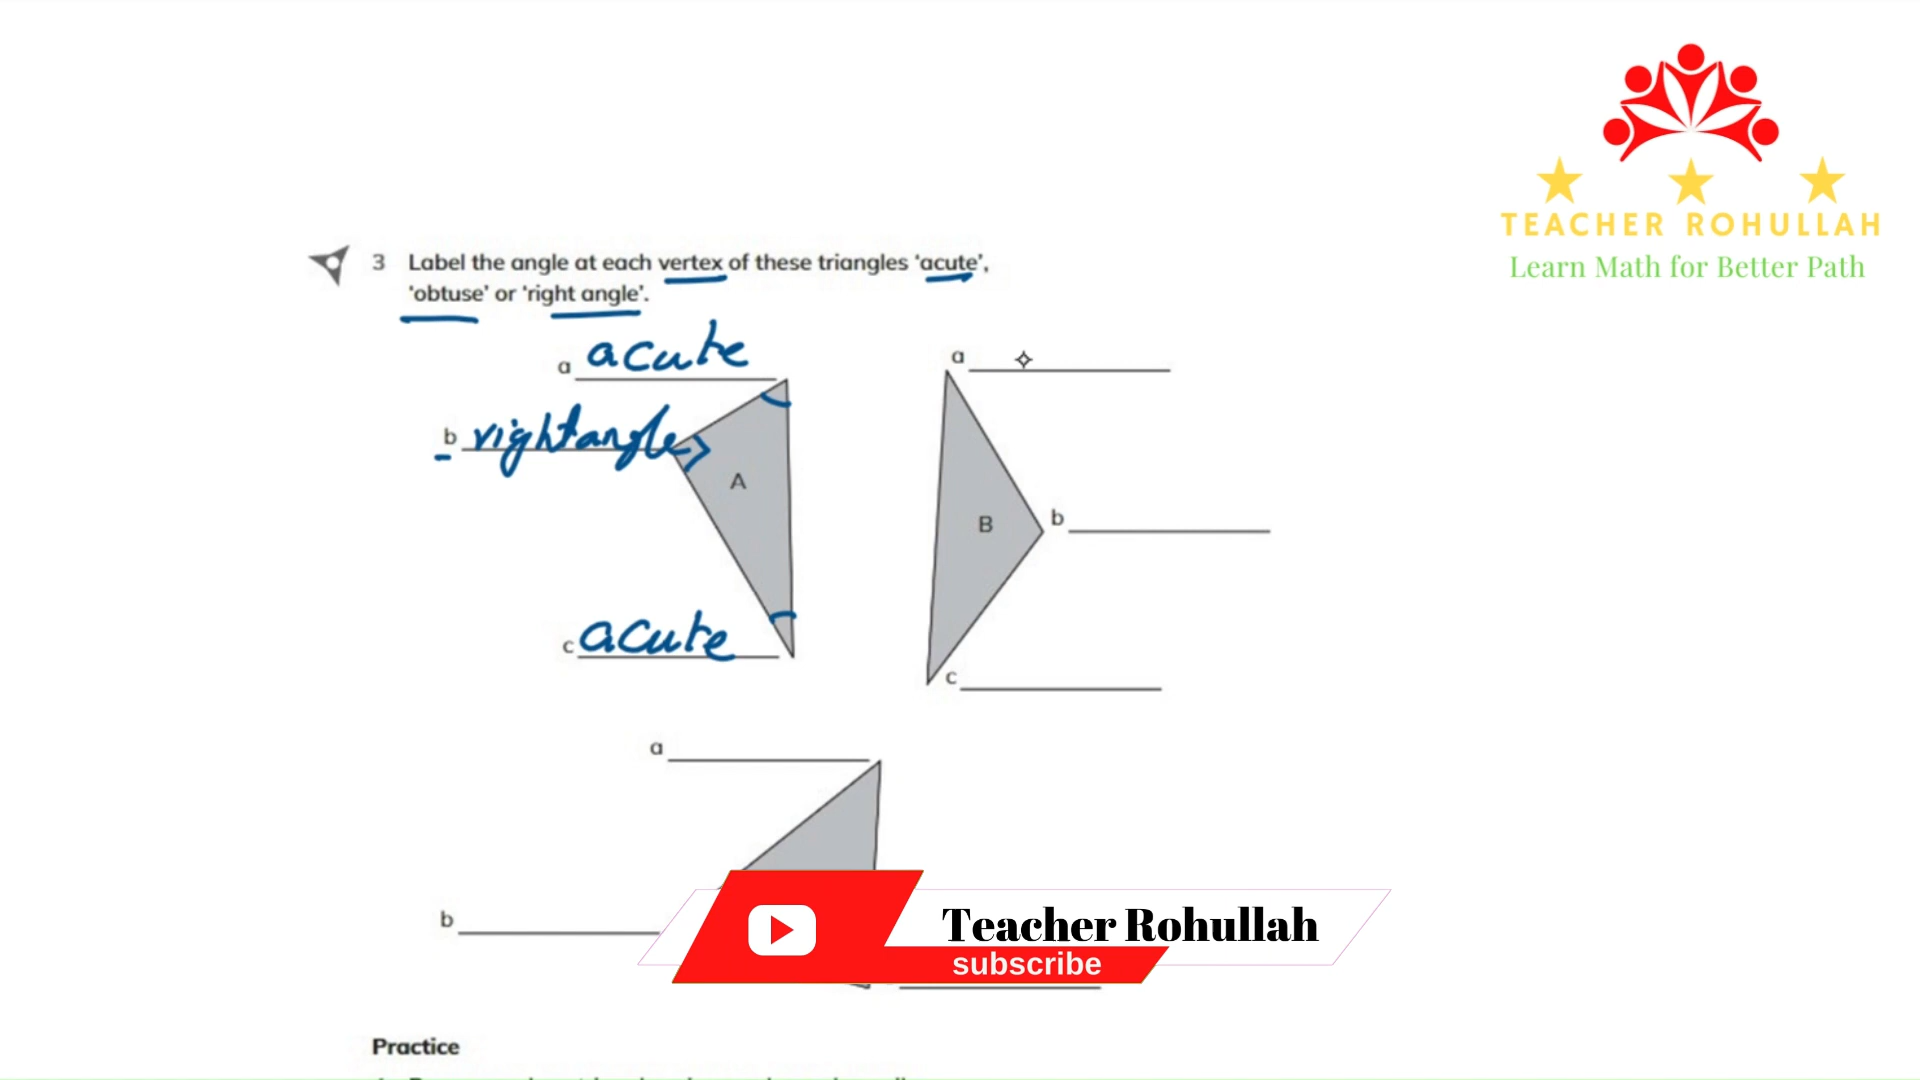 TEACHER ROHULLAH
Learn Math for Better Path
3 Label the angle at each vertex of these triangles ‘acute’,
‘obtuse’ or ‘right angle’.
a acute
b rightangle
A
c acute
a
B
b
c
a
b
Teacher Rohullah
subscribe
Practice